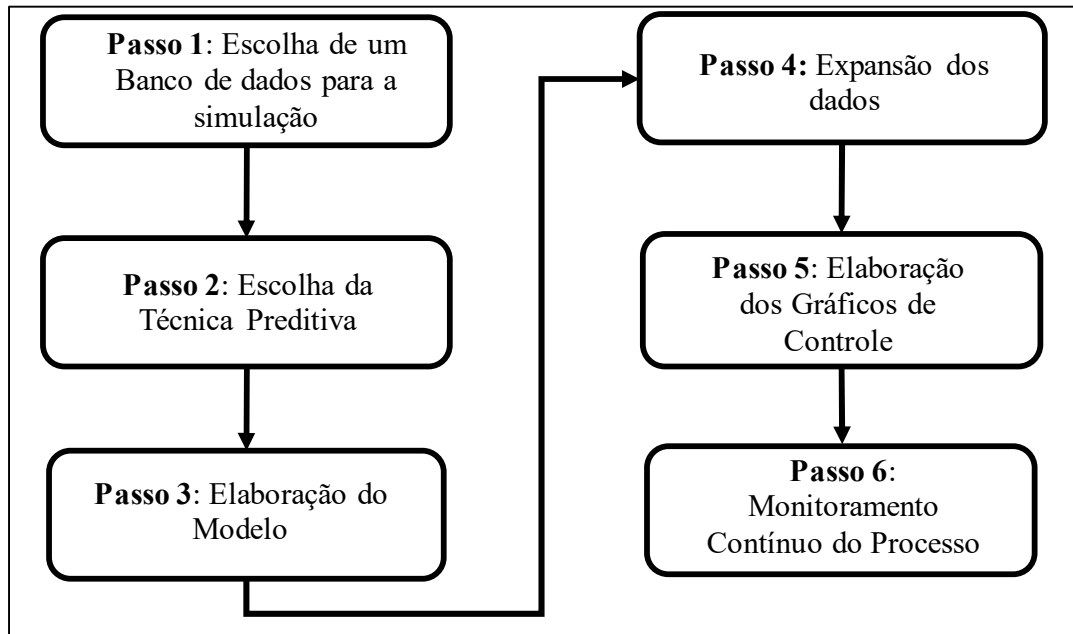 Passo 1: Escolha de um
Banco de dados para a
simulação
Passo 2: Escolha da
Técnica Preditiva
Passo 3: Elaboração do
Modelo
Passo 4: Expansão dos
dados
Passo 5: Elaboração
dos Gráficos de
Controle
Passo 6:
Monitoramento
Contínuo do Processo